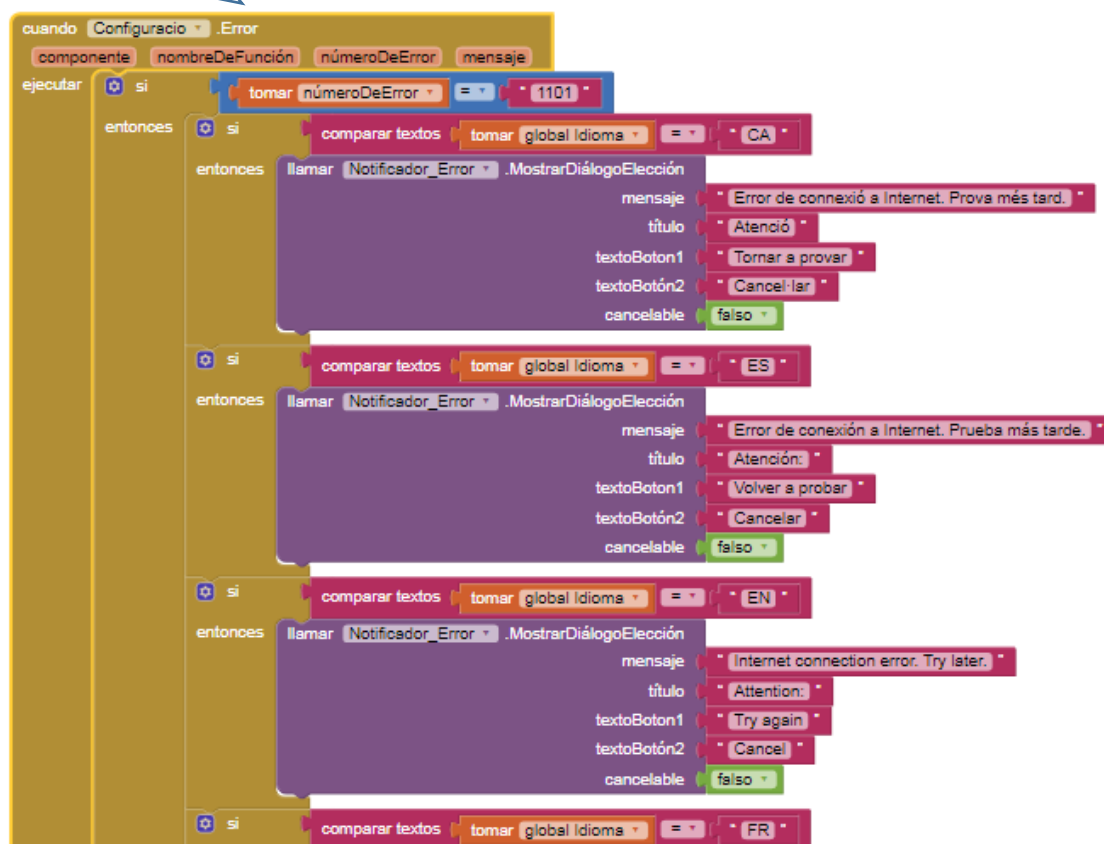 cuando Configuracio .Error
componente nombreDeFunción númeroDeError mensaje
ejecutar si tomar númeroDeError = " 1101 "
entonces si comparar textos tomar global Idioma = " CA "
entonces llamar Notificador_Error .MostrarDiálogoElección
mensaje " Error de connexió a Internet. Prova més tard. "
título " Atenció "
textoBoton1 " Tornar a provar "
textoBotón2 " Cancel·lar "
cancelable falso
si comparar textos tomar global Idioma = " ES "
entonces llamar Notificador_Error .MostrarDiálogoElección
mensaje " Error de conexión a Internet. Prueba más tarde. "
título " Atención: "
textoBoton1 " Volver a probar "
textoBotón2 " Cancelar "
cancelable falso
si comparar textos tomar global Idioma = " EN "
entonces llamar Notificador_Error .MostrarDiálogoElección
mensaje " Internet connection error. Try later. "
título " Attention: "
textoBoton1 " Try again "
textoBotón2 " Cancel "
cancelable falso
si comparar textos tomar global Idioma = " FR "